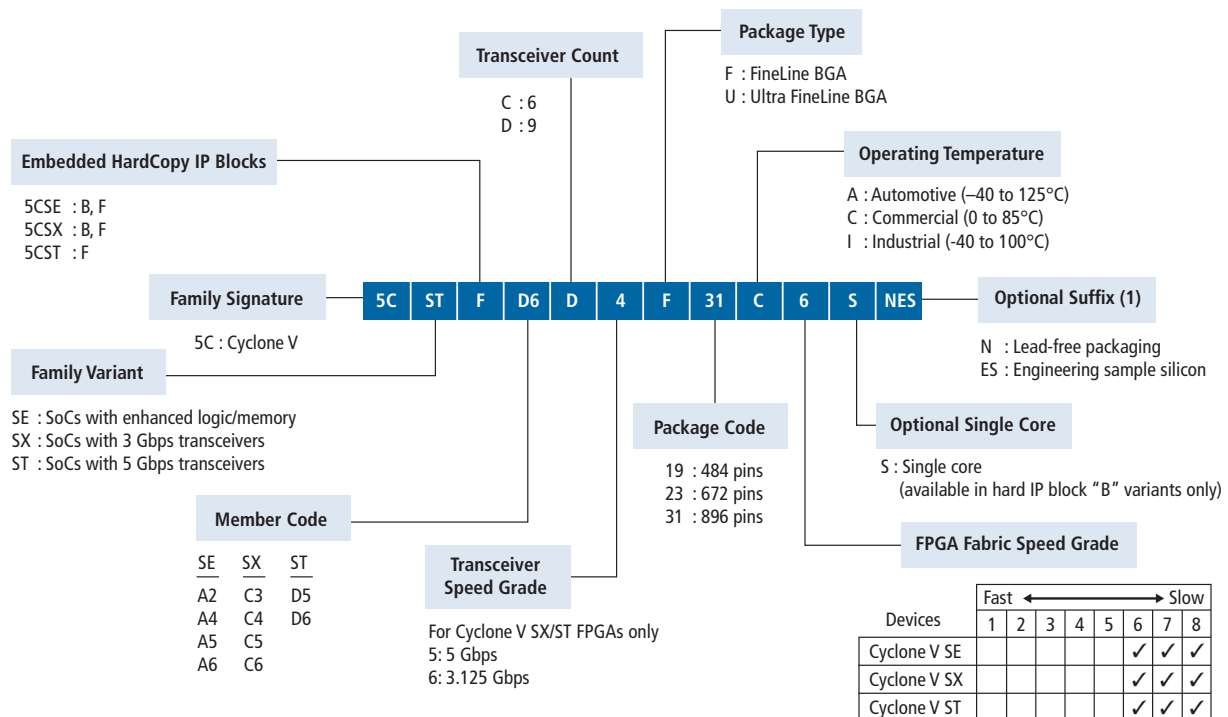 Package Type
F : FineLine BGA
U : Ultra FineLine BGA
Transceiver Count
C : 6
D : 9
Embedded HardCopy IP Blocks
5CSE : B, F
5CSX : B, F
5CST : F
Operating Temperature
A : Automotive (–40 to 125°C)
C : Commercial (0 to 85°C)
I : Industrial (-40 to 100°C)
Family Signature
5C : Cyclone V
5C ST F D6 D 4 F 31 C 6 S NES
Optional Suffix (1)
N : Lead-free packaging
ES : Engineering sample silicon
Family Variant
SE : SoCs with enhanced logic/memory
SX : SoCs with 3 Gbps transceivers
ST : SoCs with 5 Gbps transceivers
Package Code
19 : 484 pins
23 : 672 pins
31 : 896 pins
Optional Single Core
S : Single core
(available in hard IP block "B" variants only)
Member Code
SE SX ST
A2 C3 D5
A4 C4 D6
A5 C5
A6 C6
Transceiver
Speed Grade
For Cyclone V SX/ST FPGAs only
5: 5 Gbps
6: 3.125 Gbps
FPGA Fabric Speed Grade
Fast Slow
Devices 1 2 3 4 5 6 7 8
Cyclone V SE ✓ ✓ ✓
Cyclone V SX ✓ ✓ ✓
Cyclone V ST ✓ ✓ ✓